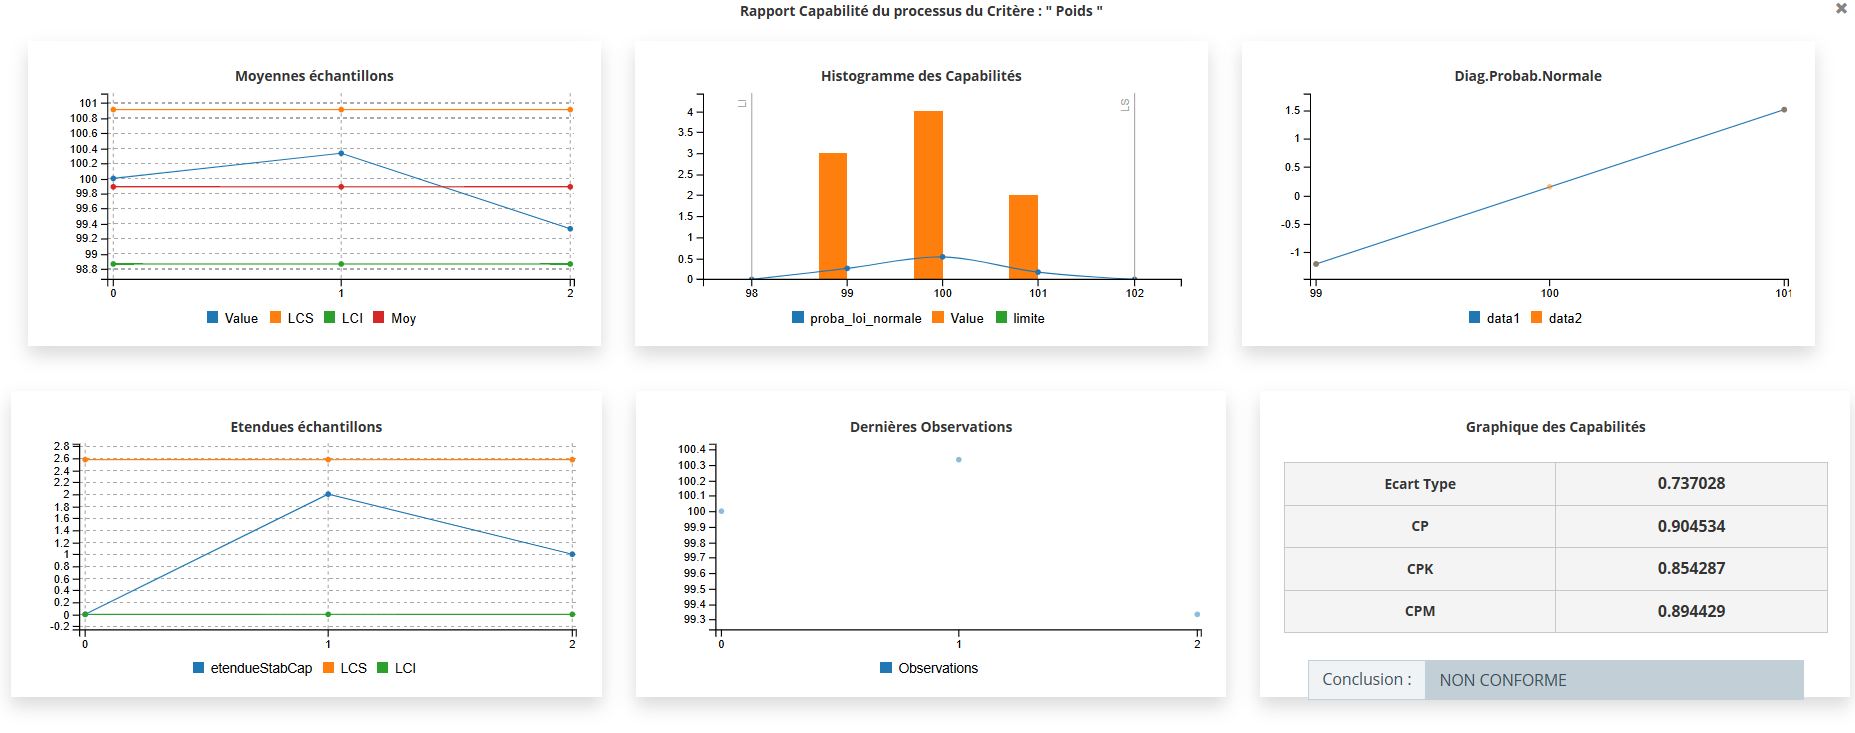 Rapport Capabilité du processus du Critère : " Poids "
✖
Moyennes échantillons
101
100.8
100.6
100.4
100.2
100
99.8
99.6
99.4
99.2
99
98.8
0 1 2
Value LCS LCI Moy
Histogramme des Capabilités
LI
LS
4
3.5
3
2.5
2
1.5
1
0.5
0
98 99 100 101 102
proba_loi_normale Value limite
Diag.Probab.Normale
1.5
1
0.5
0
-0.5
-1
99 100 101
data1 data2
Etendues échantillons
2.8
2.6
2.4
2.2
2
1.8
1.6
1.4
1.2
1
0.8
0.6
0.4
0.2
0
-0.2
0 1 2
etendueStabCap LCS LCI
Dernières Observations
100.4
100.3
100.2
100.1
100
99.9
99.8
99.7
99.6
99.5
99.4
99.3
0 1 2
Observations
Graphique des Capabilités
Ecart Type 0.737028
CP 0.904534
CPK 0.854287
CPM 0.894429
Conclusion : NON CONFORME